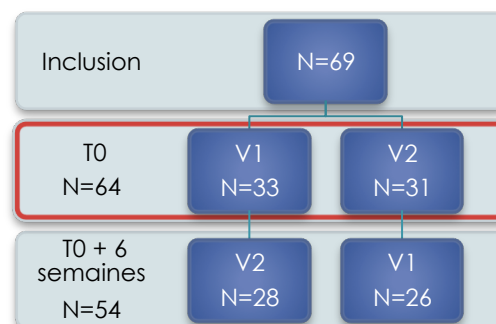 Inclusion
N=69
T0
N=64
V1
N=33
V2
N=31
T0 + 6
semaines
N=54
V2
N=28
V1
N=26